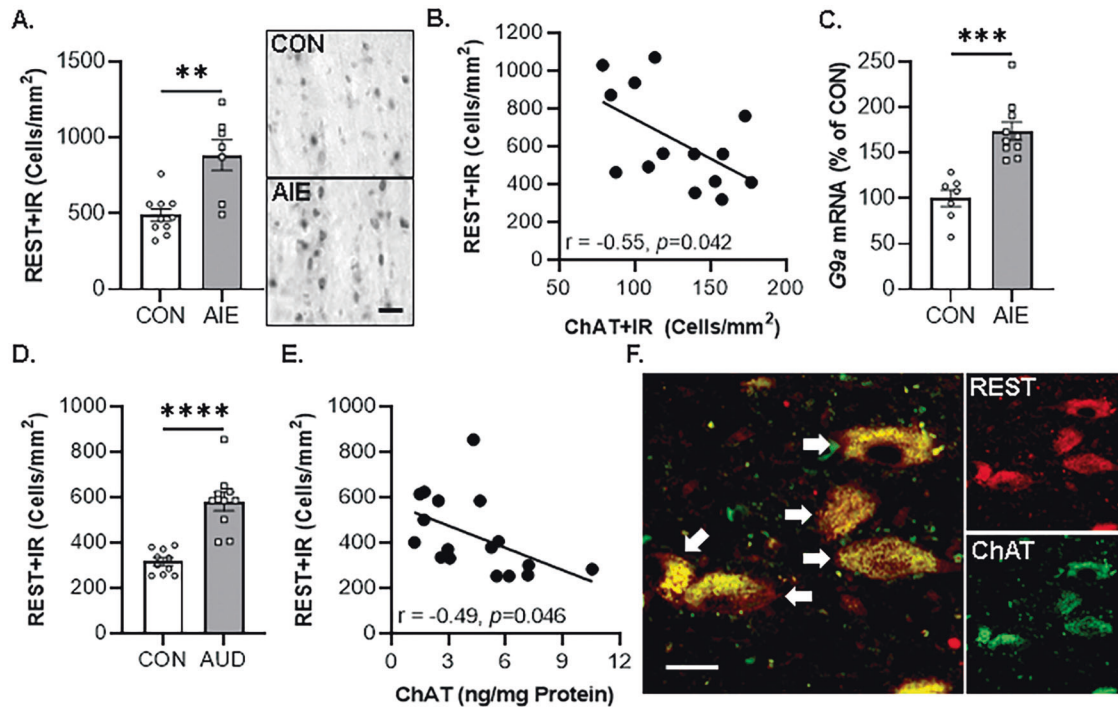 A.
REST+IR (Cells/mm²)
1500
1000
500
0
**
CON
AIE
CON
AIE
B.
REST+IR (Cells/mm²)
1200
1000
800
600
400
200
0
r = -0.55, p=0.042
50
100
150
200
ChAT+IR (Cells/mm²)
C.
G9a mRNA (% of CON)
250
200
150
100
50
0
***
CON
AIE
D.
REST+IR (Cells/mm²)
1000
800
600
400
200
0
****
CON
AUD
E.
REST+IR (Cells/mm²)
1000
800
600
400
200
0
r = -0.49, p=0.046
0
3
6
9
12
ChAT (ng/mg Protein)
F.
REST
ChAT